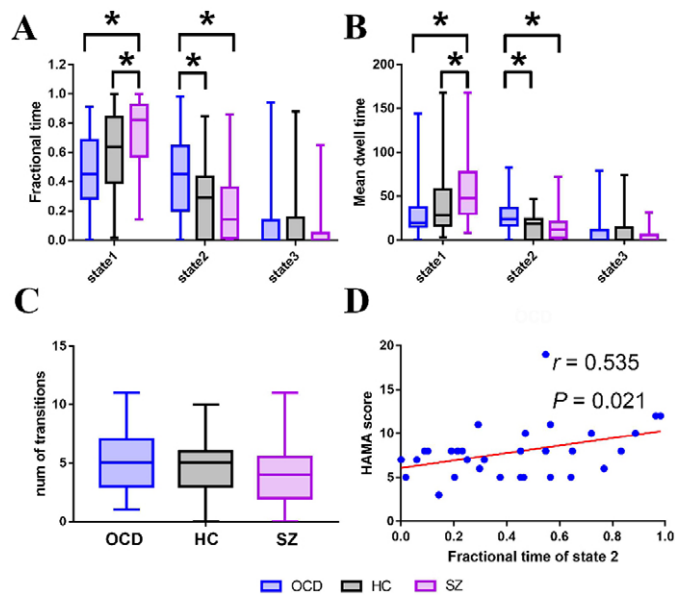 A
B
*
*
*
*
*
*
*
*
1.2
1.0
0.8
0.6
0.4
0.2
0.0
Fractional time
state1
state2
state3
200
150
100
50
0
Mean dwell time
state1
state2
state3
C
D
15
10
5
0
num of transitions
OCD
HC
SZ
20
15
10
5
0
HAMA score
r = 0.535
P = 0.021
0.0
0.2
0.4
0.6
0.8
1.0
Fractional time of state 2
OCD
HC
SZ